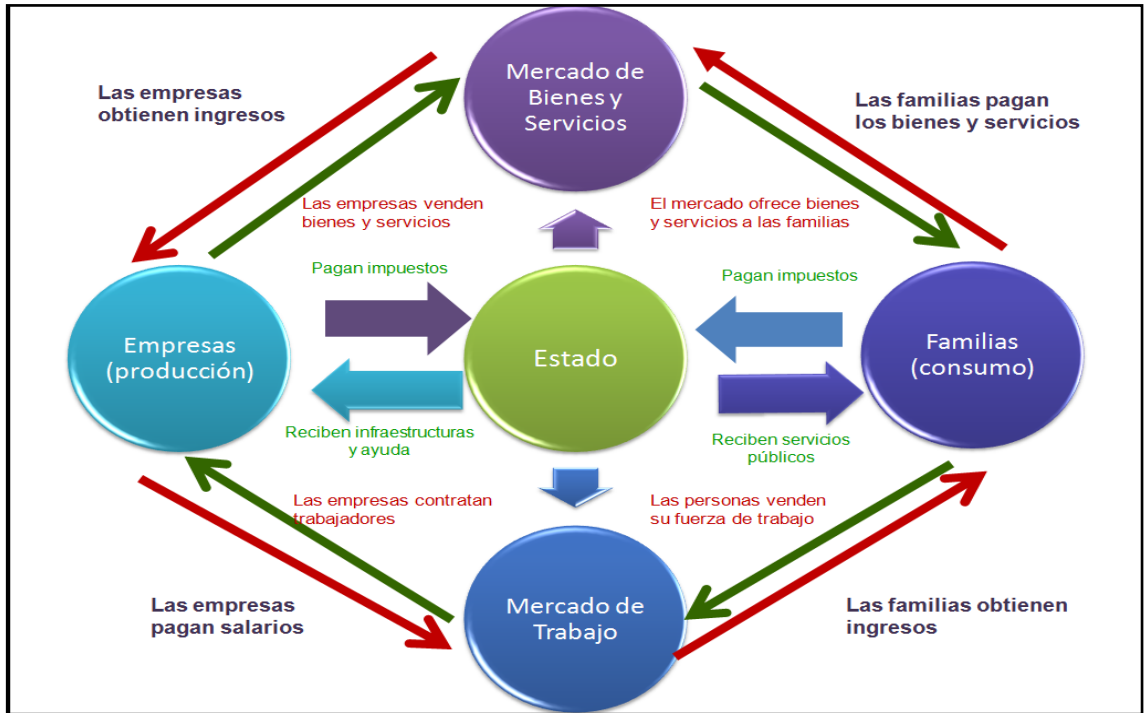 Mercado de
Bienes y
Servicios
Las empresas
obtienen ingresos
Las familias pagan
los bienes y servicios
Las empresas venden
bienes y servicios
El mercado ofrece bienes
y servicios a las familias
Pagan impuestos
Pagan impuestos
Empresas
(producción)
Estado
Familias
(consumo)
Reciben infraestructuras
y ayuda
Reciben servicios
públicos
Las empresas contratan
trabajadores
Las personas venden
su fuerza de trabajo
Las empresas
pagan salarios
Mercado de
Trabajo
Las familias obtienen
ingresos